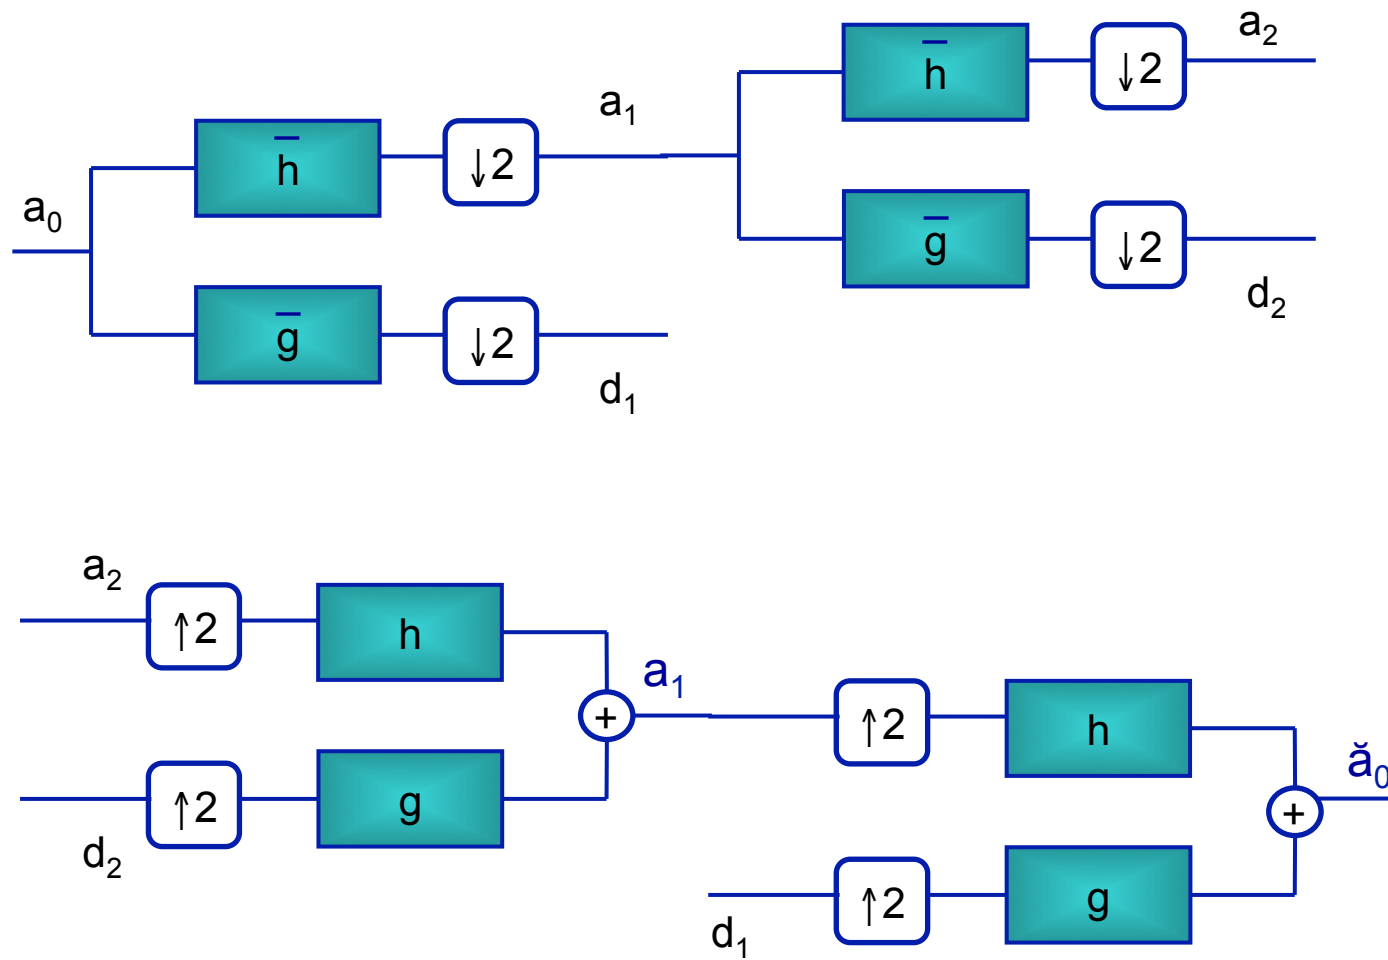 a₂
h̅
↓2
a₁
h̅
↓2
a₀
g̅
↓2
d₂
g̅
↓2
d₁
a₂
↑2
h
a₁
+
↑2
h
ă₀
d₂
↑2
g
+
d₁
↑2
g